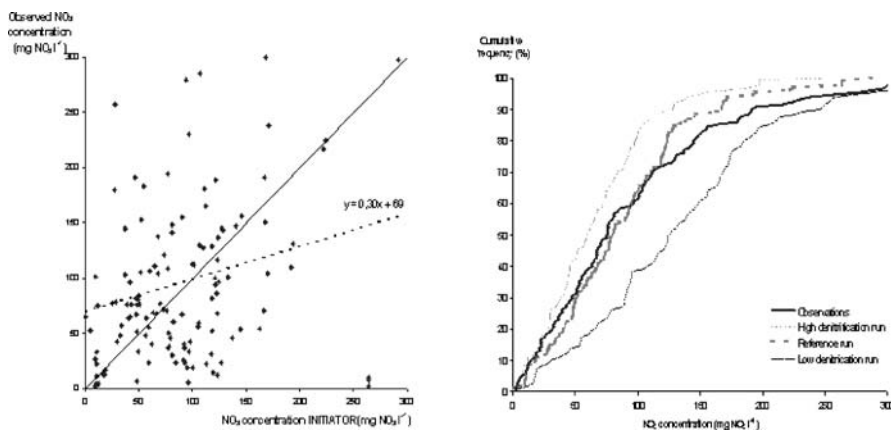 Observed NO₃
concentration
(mg NO₃ l⁻¹)
300
250
200
150
100
50
0
y = 0,30x + 69
0 50 100 150 200 250 300
NO₃ concentration INITIATOR (mg NO₃ l⁻¹)
Cumulative
frequency (%)
100
90
80
70
60
50
40
30
20
10
0
Observations
High denitrification run
Reference run
Low denitrication run
0 50 100 150 200 250 300
NO₃ concentration (mg NO₃ l⁻¹)